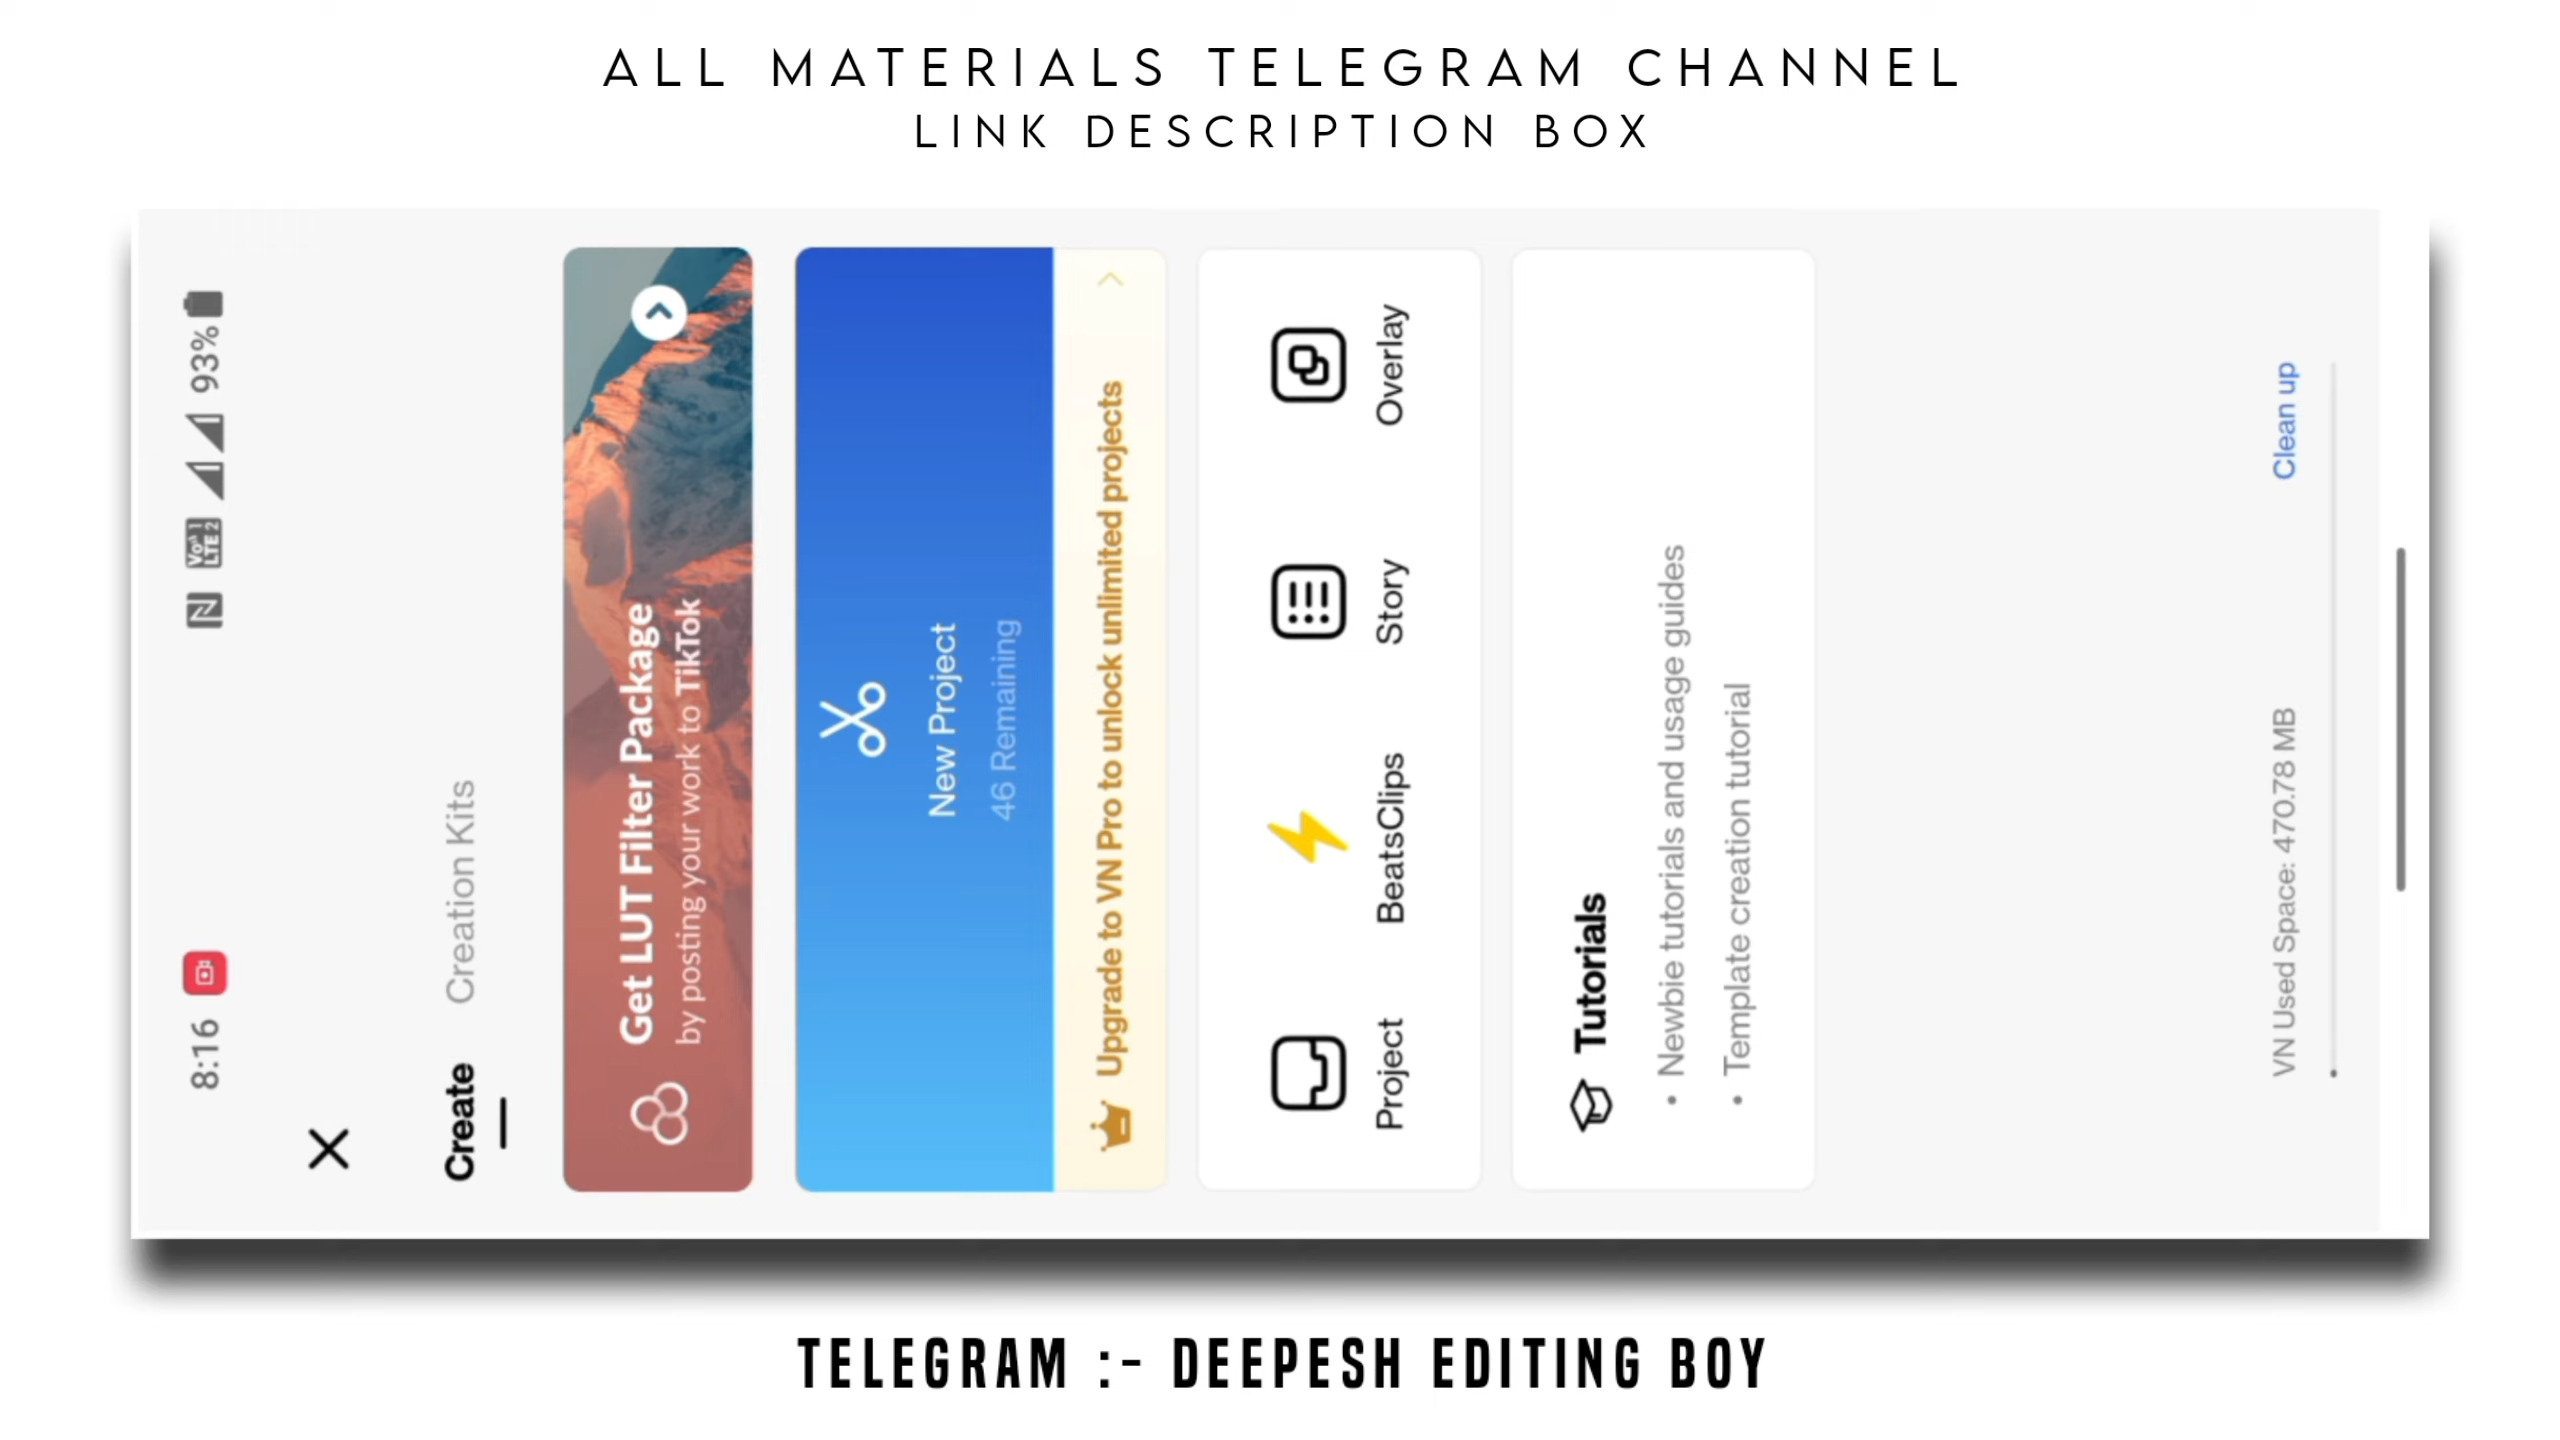 ALL MATERIALS TELEGRAM CHANNEL
LINK DESCRIPTION BOX
8:16
VoLTE 1 2
93%
Create Creation Kits
Get LUT Filter Package
by posting your work to TikTok
New Project
46 Remaining
Upgrade to VN Pro to unlock unlimited projects
Project BeatsClips Story Overlay
Tutorials
• Newbie tutorials and usage guides
• Template creation tutorial
VN Used Space: 470.78 MB Clean up
TELEGRAM :- DEEPESH EDITING BOY